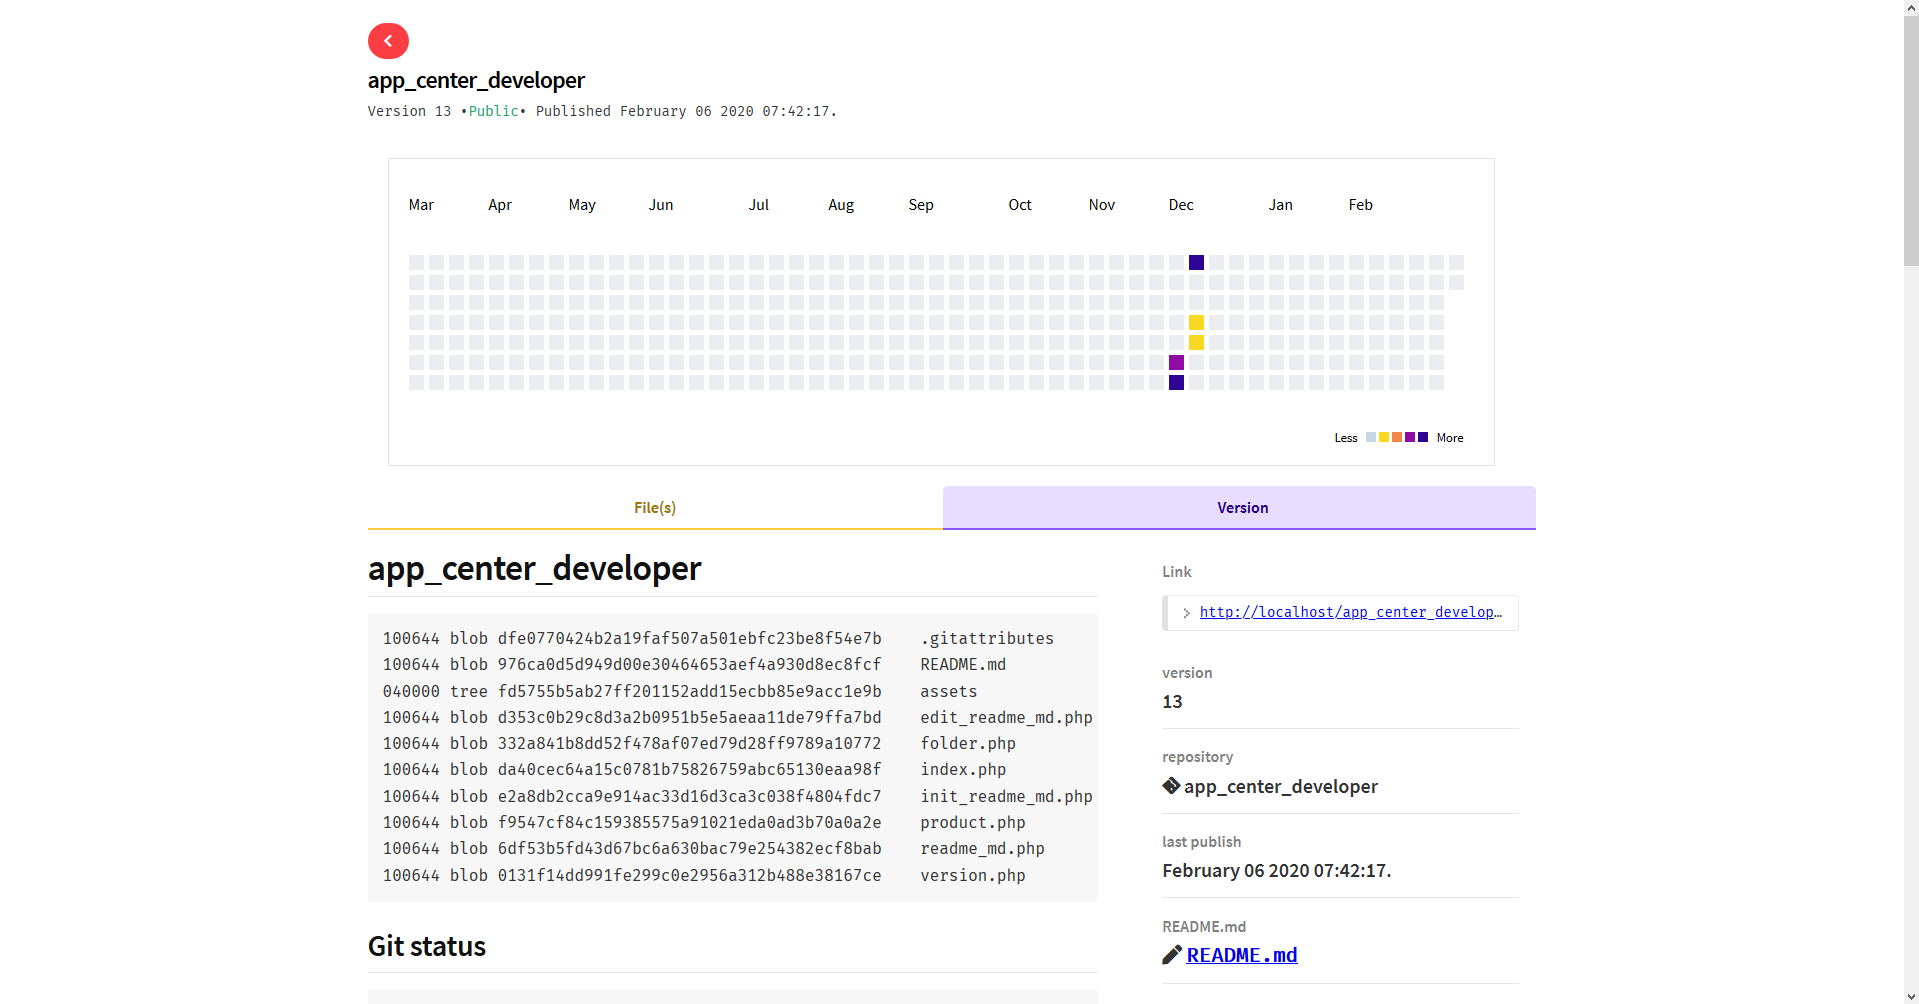 app_center_developer
Version 13 •Public• Published February 06 2020 07:42:17.
Mar Apr May Jun Jul Aug Sep Oct Nov Dec Jan Feb
Less More
File(s) Version
app_center_developer
100644 blob dfe0770424b2a19faf507a501ebfc23be8f54e7b .gitattributes
100644 blob 976ca0d5d949d00e30464653aef4a930d8ec8fcf README.md
040000 tree fd5755b5ab27ff201152add15ecbb85e9acc1e9b assets
100644 blob d353c0b29c8d3a2b0951b5e5aeaa11de79ffa7bd edit_readme_md.php
100644 blob 332a841b8dd52f478af07ed79d28ff9789a10772 folder.php
100644 blob da40cec64a15c0781b75826759abc65130eaa98f index.php
100644 blob e2a8db2cca9e914ac33d16d3ca3c038f4804fdc7 init_readme_md.php
100644 blob f9547cf84c159385575a91021eda0ad3b70a0a2e product.php
100644 blob 6df53b5fd43d67bc6a630bac79e254382ecf8bab readme_md.php
100644 blob 0131f14dd991fe299c0e2956a312b488e38167ce version.php
Git status
Link
http://localhost/app_center_develop…
version
13
repository
app_center_developer
last publish
February 06 2020 07:42:17.
README.md
README.md